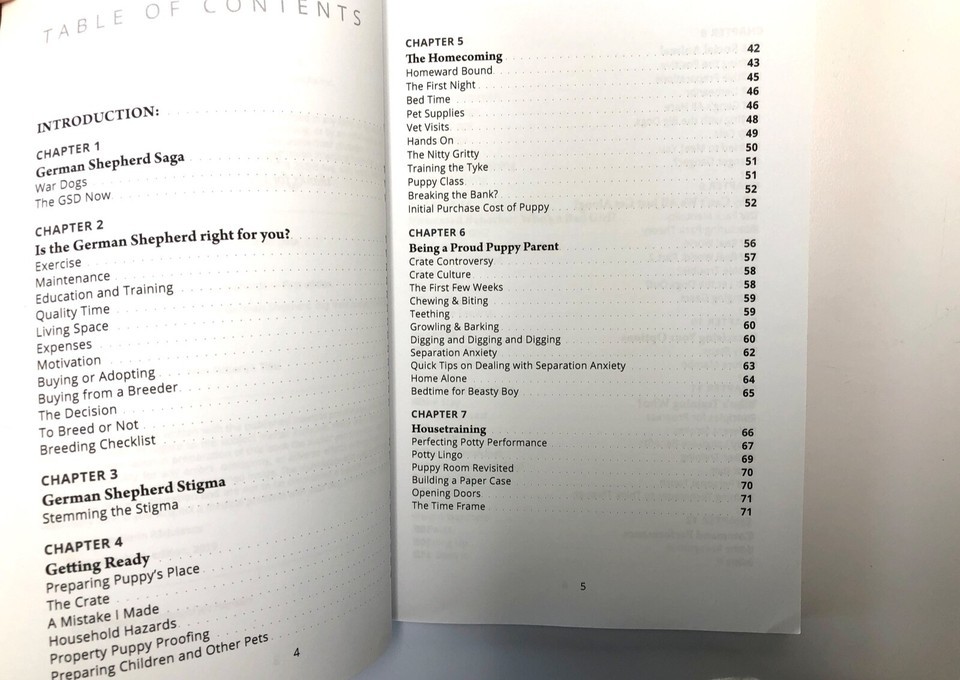 TABLE OF CONTENTS
INTRODUCTION:
CHAPTER 1
German Shepherd Saga
War Dogs
The GSD Now
CHAPTER 2
Is the German Shepherd right for you?
Exercise
Maintenance
Education and Training
Quality Time
Living Space
Expenses
Motivation
Buying or Adopting
Buying from a Breeder
The Decision
To Breed or Not
Breeding Checklist
CHAPTER 3
German Shepherd Stigma
Stemming the Stigma
CHAPTER 4
Getting Ready
Preparing Puppy's Place
The Crate
A Mistake I Made
Household Hazards
Property Puppy Proofing
Preparing Children and Other Pets
4
CHAPTER 5
The Homecoming 42
Homeward Bound 43
The First Night 45
Bed Time 46
Pet Supplies 46
Vet Visits 48
Hands On 49
The Nitty Gritty 50
Training the Tyke 51
Puppy Class 51
Breaking the Bank? 52
Initial Purchase Cost of Puppy 52
CHAPTER 6
Being a Proud Puppy Parent 56
Crate Controversy 57
Crate Culture 58
The First Few Weeks 58
Chewing & Biting 59
Teething 59
Growling & Barking 60
Digging and Digging and Digging 60
Separation Anxiety 62
Quick Tips on Dealing with Separation Anxiety 63
Home Alone 64
Bedtime for Beasty Boy 65
CHAPTER 7
Housetraining 66
Perfecting Potty Performance 67
Potty Lingo 69
Puppy Room Revisited 70
Building a Paper Case 70
Opening Doors 71
The Time Frame 71
5